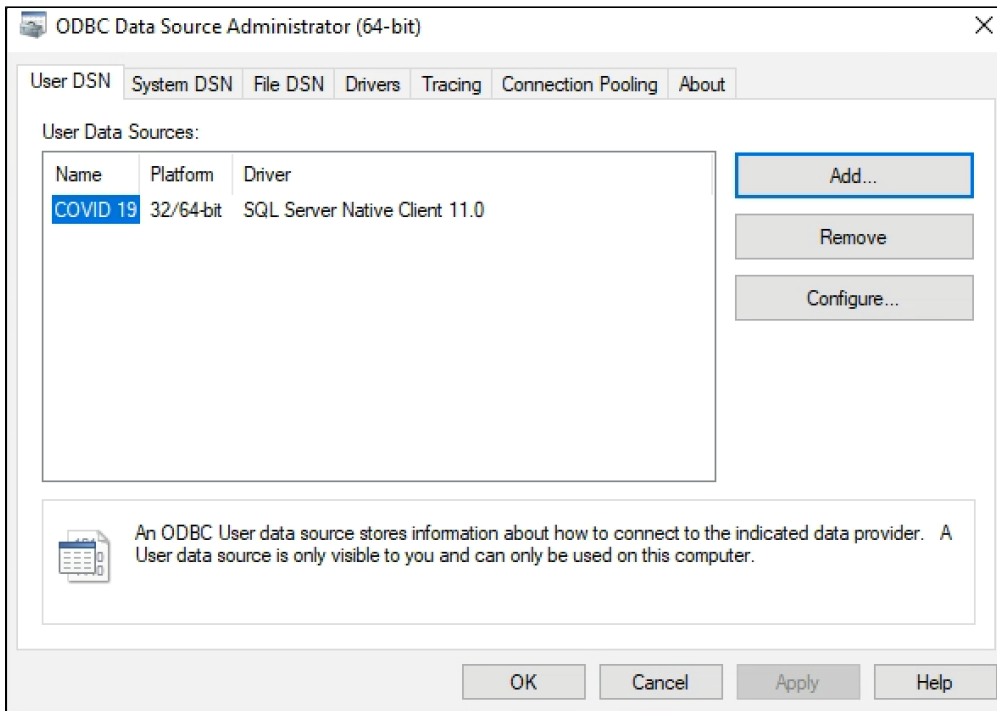 ODBC Data Source Administrator (64-bit)
User DSN System DSN File DSN Drivers Tracing Connection Pooling About
User Data Sources:
Name Platform Driver
COVID 19 32/64-bit SQL Server Native Client 11.0
Add...
Remove
Configure...
An ODBC User data source stores information about how to connect to the indicated data provider. A
User data source is only visible to you and can only be used on this computer.
OK Cancel Apply Help